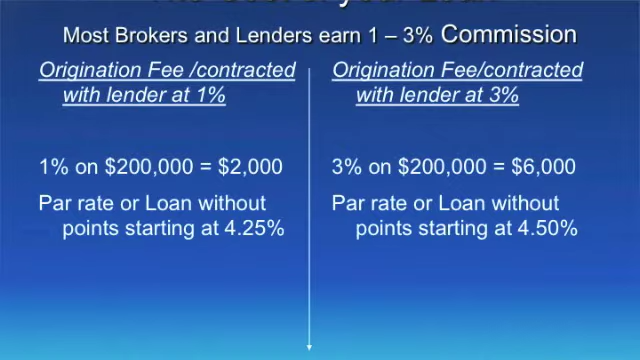 Most Brokers and Lenders earn 1 – 3% Commission
Origination Fee /contracted
with lender at 1%
1% on $200,000 = $2,000
Par rate or Loan without
points starting at 4.25%
Origination Fee/contracted
with lender at 3%
3% on $200,000 = $6,000
Par rate or Loan without
points starting at 4.50%